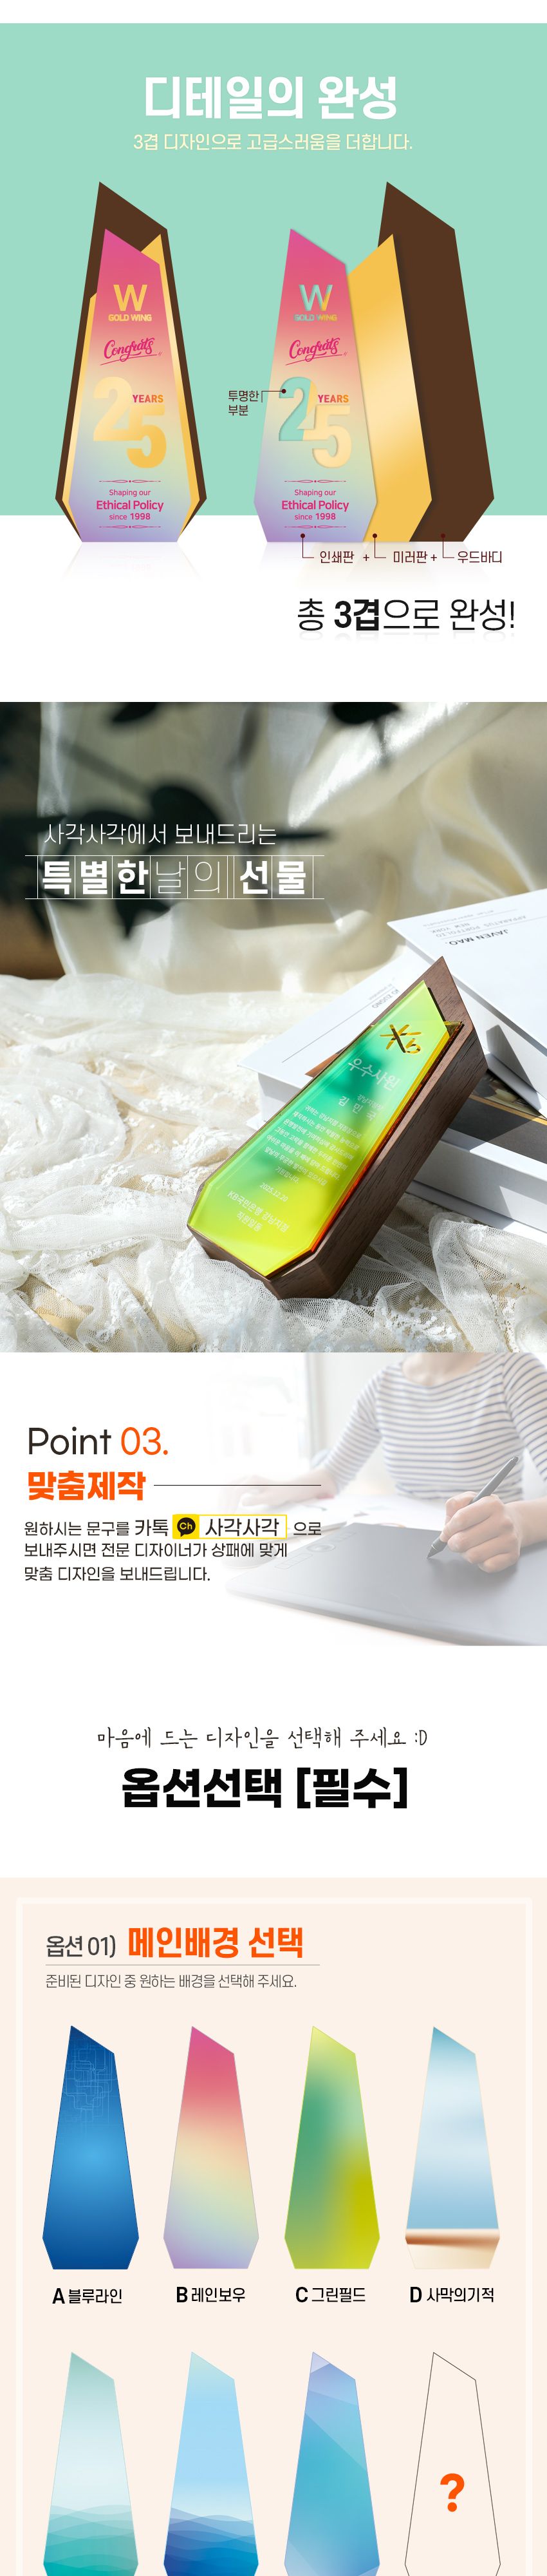 디테일의 완성
3겹 디자인으로 고급스러움을 더합니다.
W
GOLD WING
Congrats
25
YEARS
Shaping our
Ethical Policy
since 1998
W
GOLD WING
Congrats
투명한
부분
25
YEARS
Shaping our
Ethical Policy
since 1998
인쇄판 + 미러판 + 우드바디
총 3겹으로 완성!
사각사각에서 보내드리는
특별한날의 선물
JAVEN MAO.
우수사원
김 민 국
2025.12.20
Point 03.
맞춤제작
원하시는 문구를 카톡 Ch 사각사각 으로
보내주시면 전문 디자이너가 상패에 맞게
맞춤 디자인을 보내드립니다.
마음에 드는 디자인을 선택해 주세요 :D
옵션선택 [필수]
옵션 01) 메인배경 선택
준비된 디자인 중 원하는 배경을 선택해 주세요.
A 블루라인
B 레인보우
C 그린필드
D 사막의기적
?